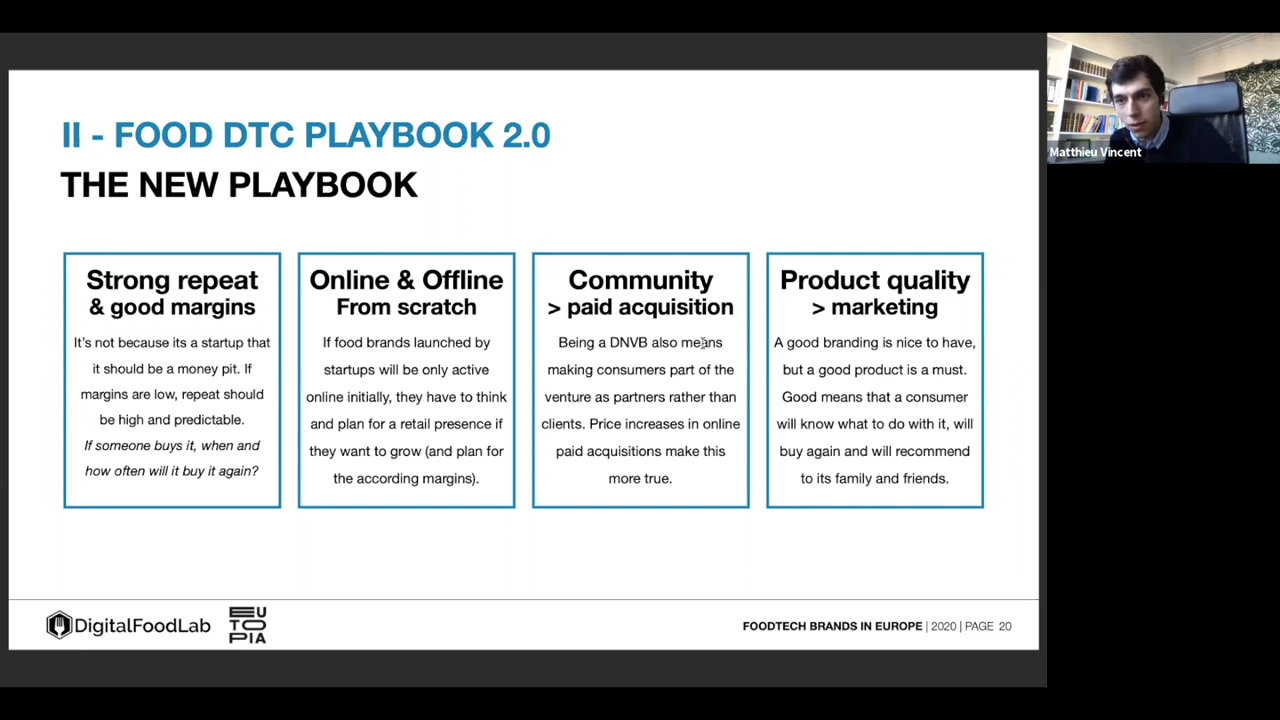 II - FOOD DTC PLAYBOOK 2.0
THE NEW PLAYBOOK
Strong repeat
& good margins
It's not because its a startup that
it should be a money pit. If
margins are low, repeat should
be high and predictable.
If someone buys it, when and
how often will it buy it again?
Online & Offline
From scratch
If food brands launched by
startups will be only active
online initially, they have to think
and plan for a retail presence if
they want to grow (and plan for
the according margins).
Community
> paid acquisition
Being a DNVB also means
making consumers part of the
venture as partners rather than
clients. Price increases in online
paid acquisitions make this
more true.
Product quality
> marketing
A good branding is nice to have,
but a good product is a must.
Good means that a consumer
will know what to do with it, will
buy again and will recommend
to its family and friends.
DigitalFoodLab
EU
TO
PIA
FOODTECH BRANDS IN EUROPE | 2020 | PAGE 20
Matthieu Vincent